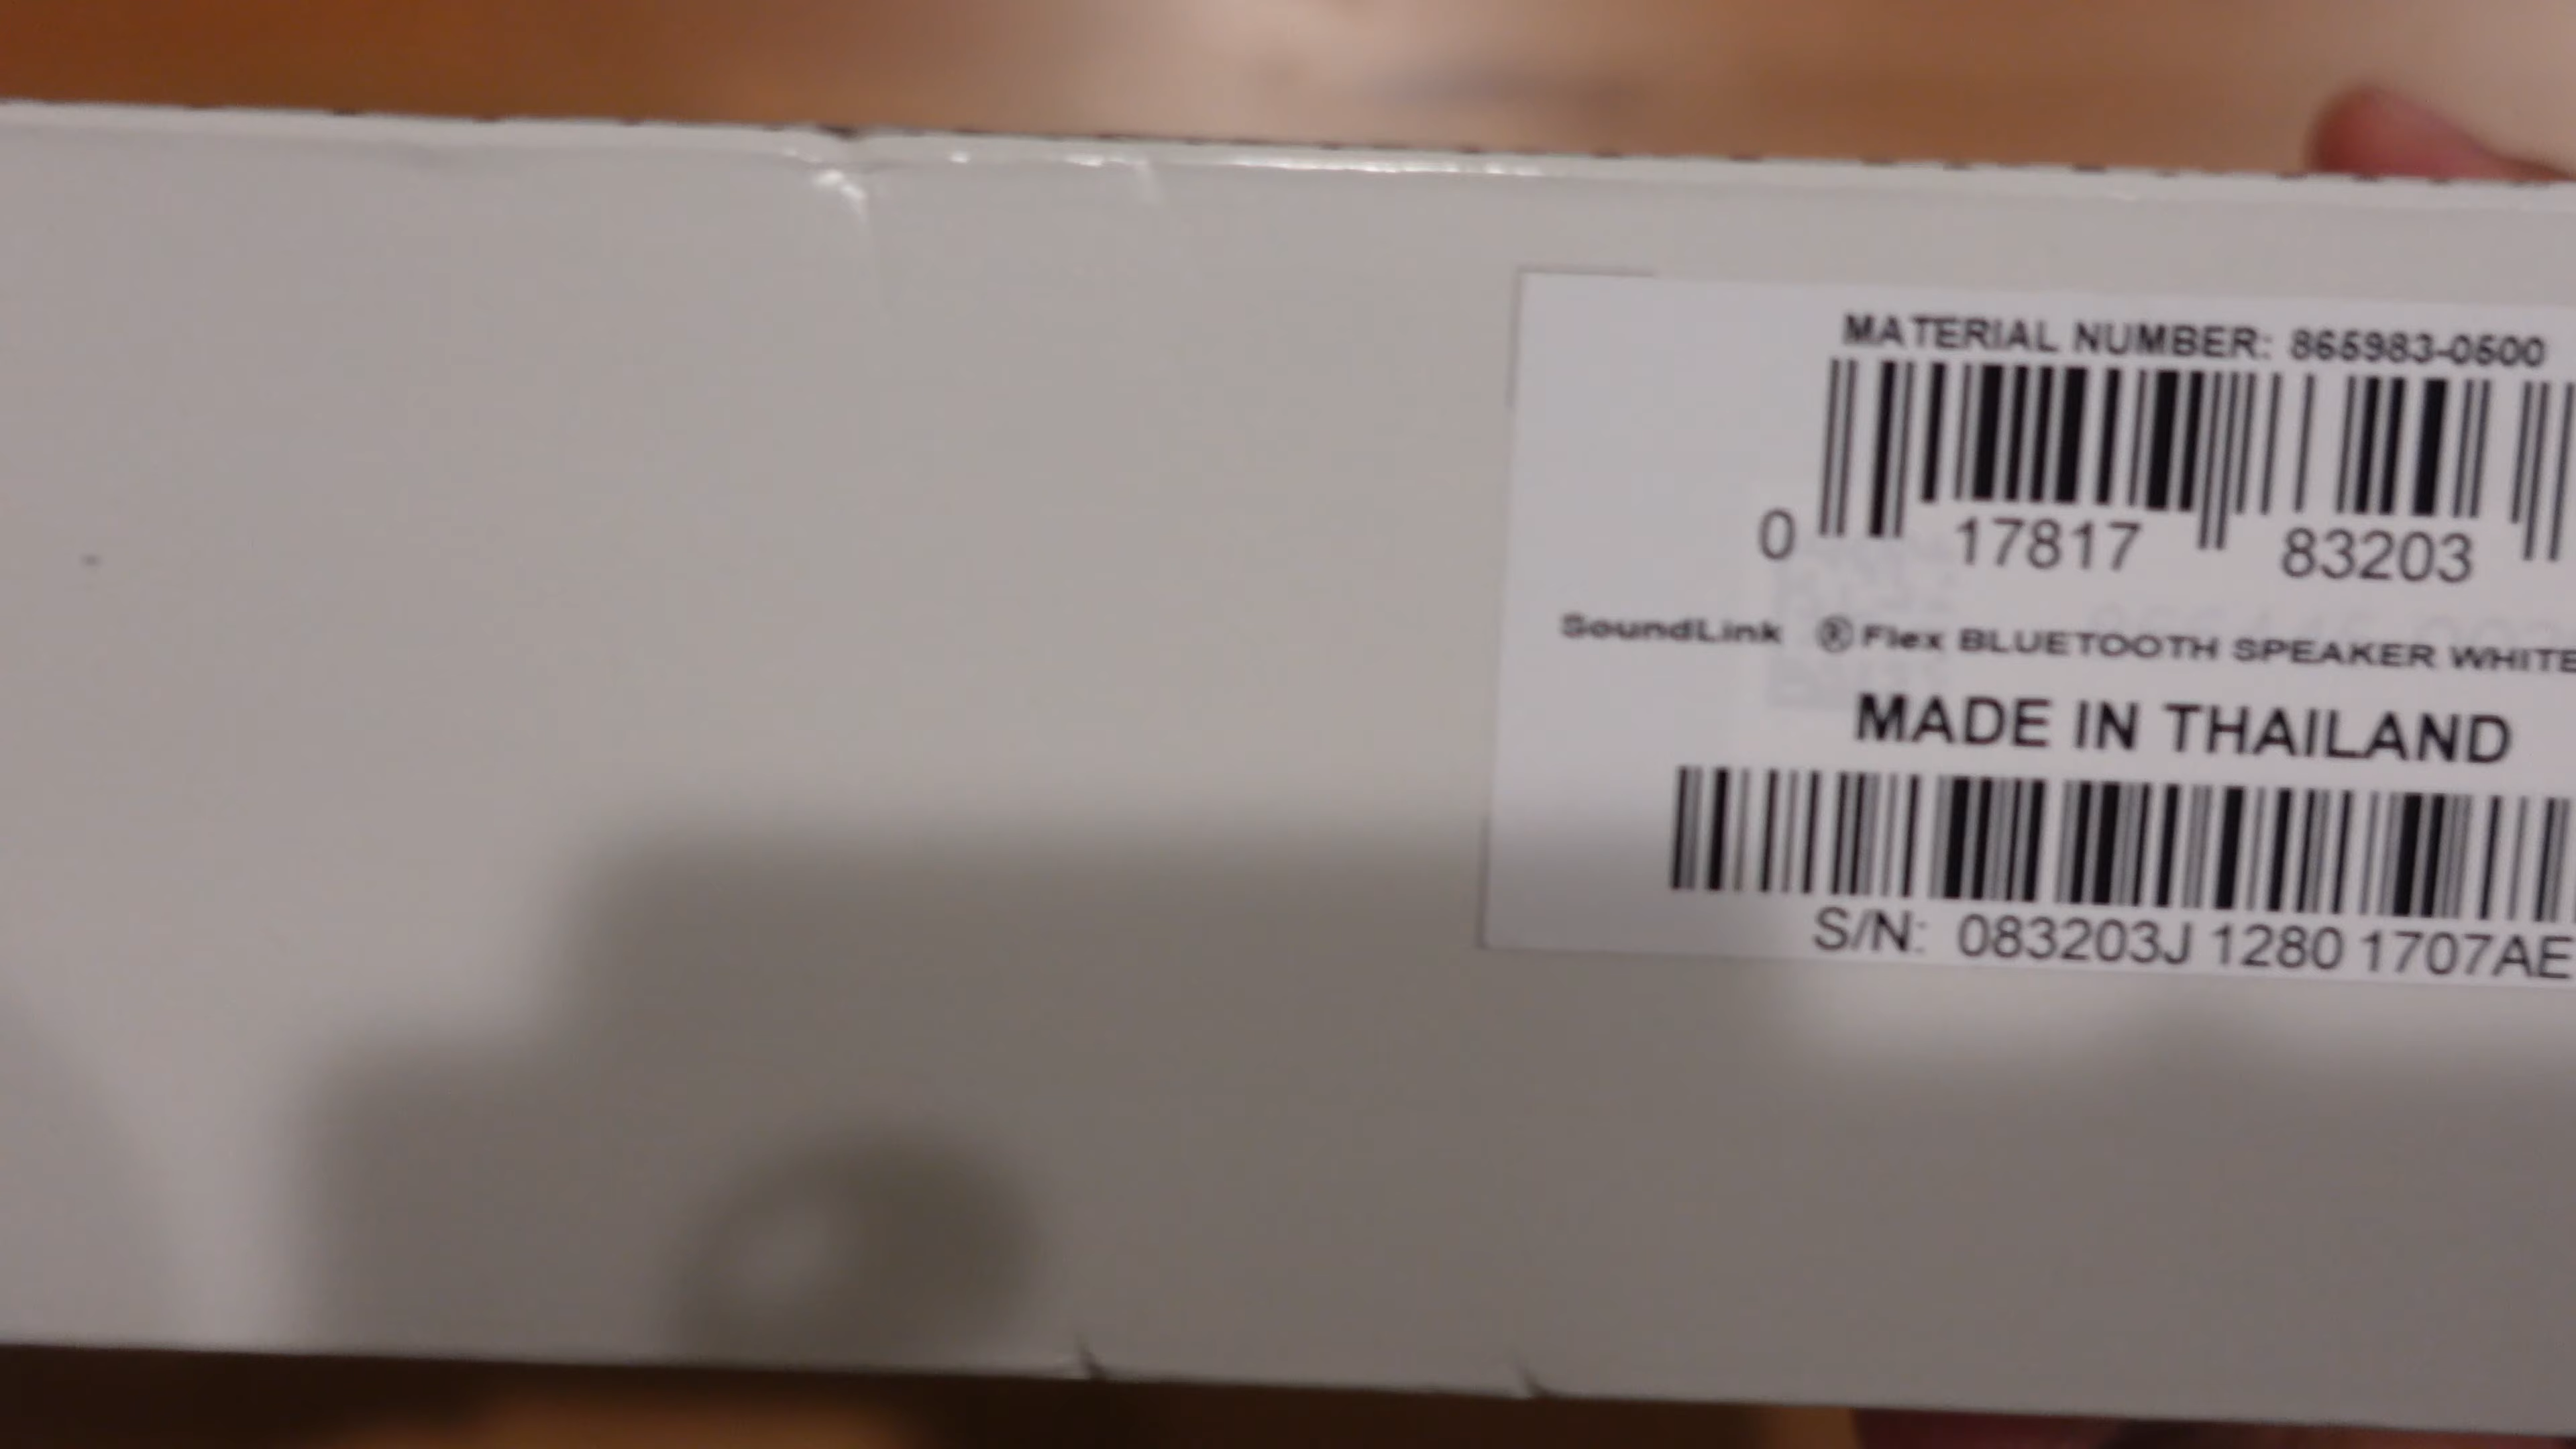 MATERIAL NUMBER: 865983-0500
0 17817 83203
SoundLink ® Flex BLUETOOTH SPEAKER WHITE
MADE IN THAILAND
S/N: 083203J 1280 1707AE